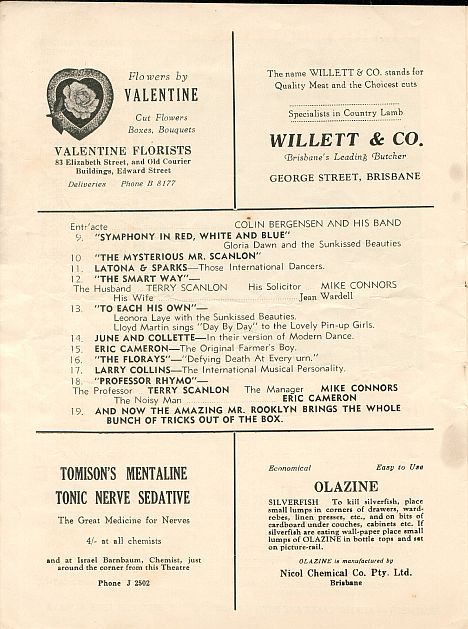 Flowers by
VALENTINE
Cut Flowers
Boxes, Bouquets
VALENTINE FLORISTS
83 Elizabeth Street, and Old Courier
Buildings, Edward Street
Deliveries Phone B 8177
The name WILLETT & CO. stands for
Quality Meat and the Choicest cuts
Specialists in Country Lamb
WILLETT & CO.
Brisbane's Leading Butcher
GEORGE STREET, BRISBANE
Entr'acte COLIN BERGENSEN AND HIS BAND
9. "SYMPHONY IN RED, WHITE AND BLUE"
Gloria Dawn and the Sunkissed Beauties
10 "THE MYSTERIOUS MR. SCANLON"
11. LATONA & SPARKS—Those International Dancers.
12. "THE SMART WAY"—
The Husband TERRY SCANLON His Solicitor MIKE CONNORS
His Wife Jean Wardell
13. "TO EACH HIS OWN"—
Leonora Laye with the Sunkissed Beauties.
Lloyd Martin sings "Day By Day" to the Lovely Pin-up Girls.
14. JUNE AND COLLETTE—In their version of Modern Dance.
15. ERIC CAMERON—The Original Farmer's Boy.
16. "THE FLORAYS"—"Defying Death At Every urn."
17. LARRY COLLINS—The International Musical Personality.
18. "PROFESSOR RHYMO"—
The Professor TERRY SCANLON The Manager MIKE CONNORS
The Noisy Man ERIC CAMERON
19. AND NOW THE AMAZING MR. ROOKLYN BRINGS THE WHOLE
BUNCH OF TRICKS OUT OF THE BOX.
TOMISON'S MENTALINE
TONIC NERVE SEDATIVE
The Great Medicine for Nerves
4/- at all chemists
and at Israel Barnbaum, Chemist, just
around the corner from this Theatre
Phone J 2502
Economical Easy to Use
OLAZINE
SILVERFISH To kill silverfish, place
small lumps in corners of drawers, ward-
robes, linen presses, etc., and on bits of
cardboard under couches, cabinets etc. If
silverfish are eating wall-paper place small
lumps of OLAZINE in bottle tops and set
on picture-rail.
OLAZINE is manufactured by
Nicol Chemical Co. Pty. Ltd.
Brisbane